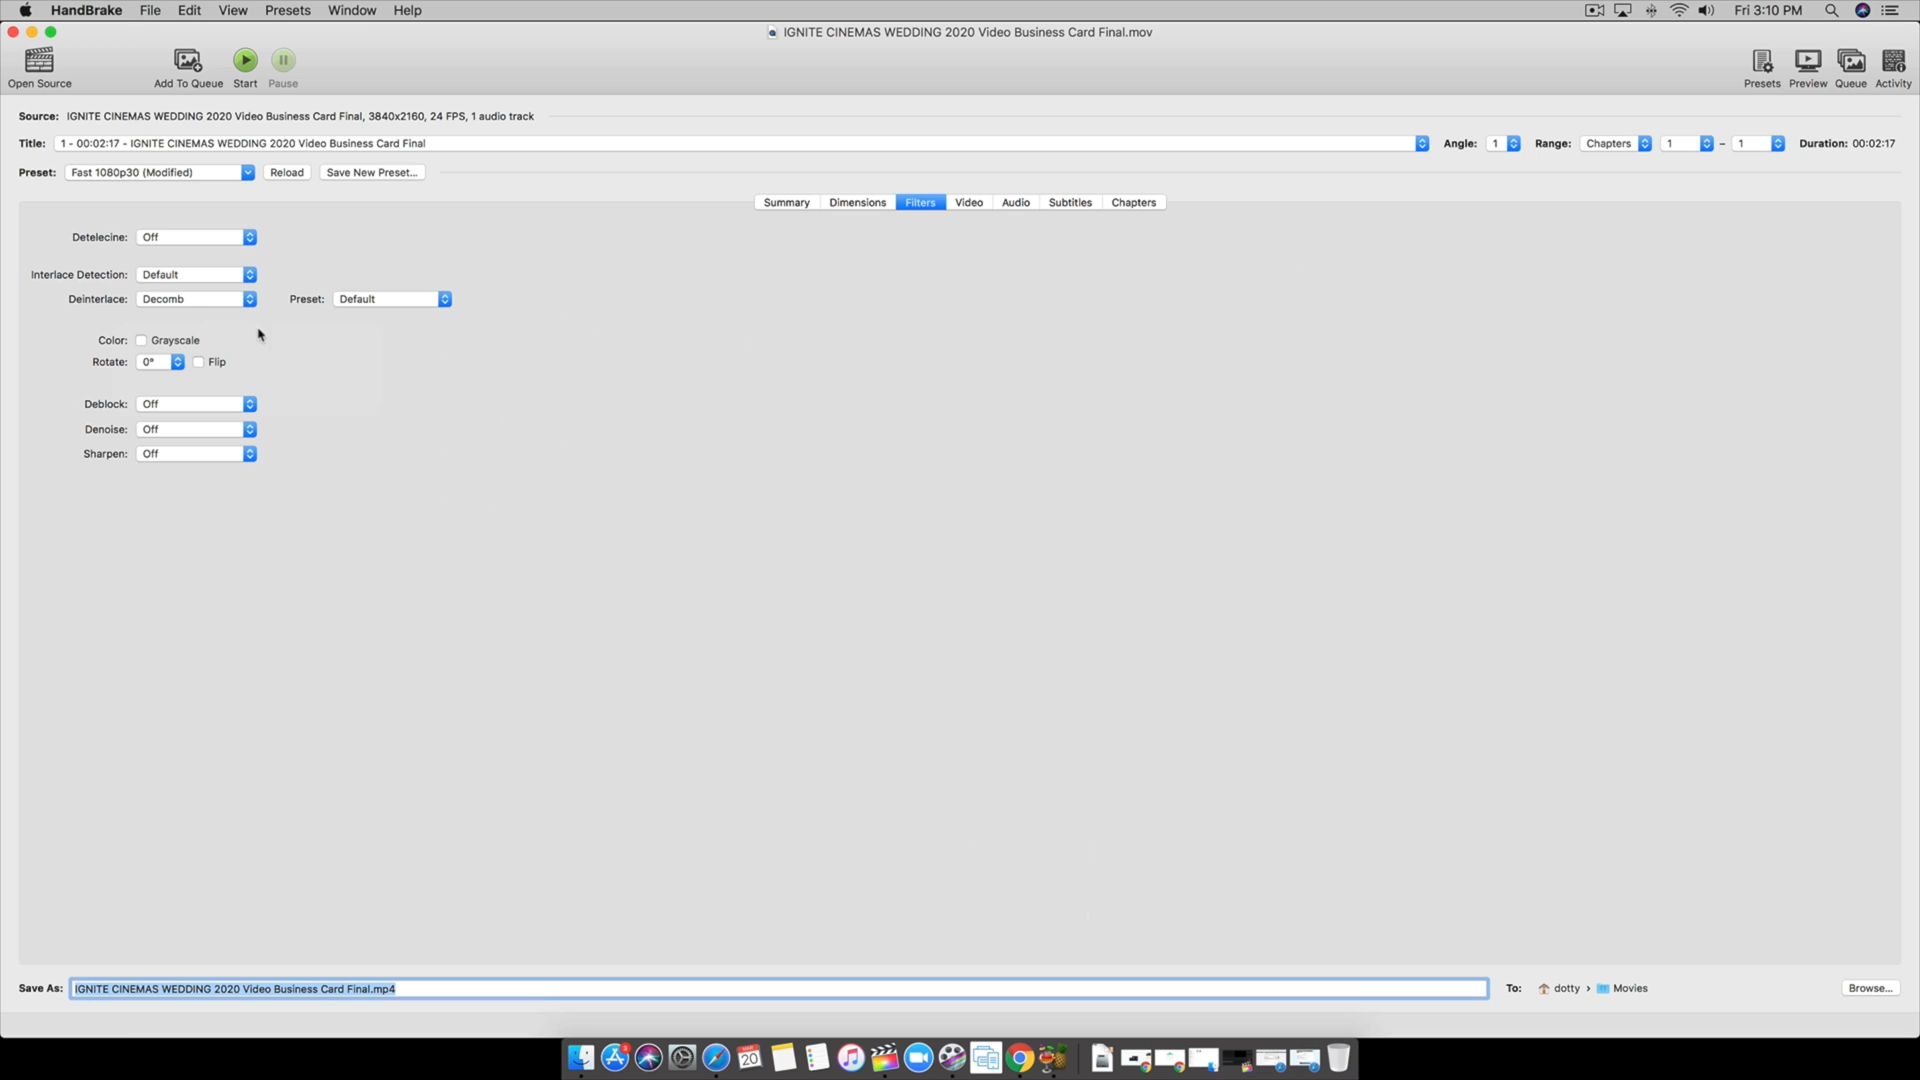 HandBrake File Edit View Presets Window Help Fri 3:10 PM
IGNITE CINEMAS WEDDING 2020 Video Business Card Final.mov
Open Source Add To Queue Start Pause Presets Preview Queue Activity
Source: IGNITE CINEMAS WEDDING 2020 Video Business Card Final, 3840x2160, 24 FPS, 1 audio track
Title: 1 - 00:02:17 - IGNITE CINEMAS WEDDING 2020 Video Business Card Final Angle: 1 Range: Chapters 1 – 1 Duration: 00:02:17
Preset: Fast 1080p30 (Modified) Reload Save New Preset...
Summary Dimensions Filters Video Audio Subtitles Chapters
Detelecine: Off
Interlace Detection: Default
Deinterlace: Decomb Preset: Default
Color: Grayscale
Rotate: 0° Flip
Deblock: Off
Denoise: Off
Sharpen: Off
Save As: IGNITE CINEMAS WEDDING 2020 Video Business Card Final.mp4 To: dotty › Movies Browse...
20